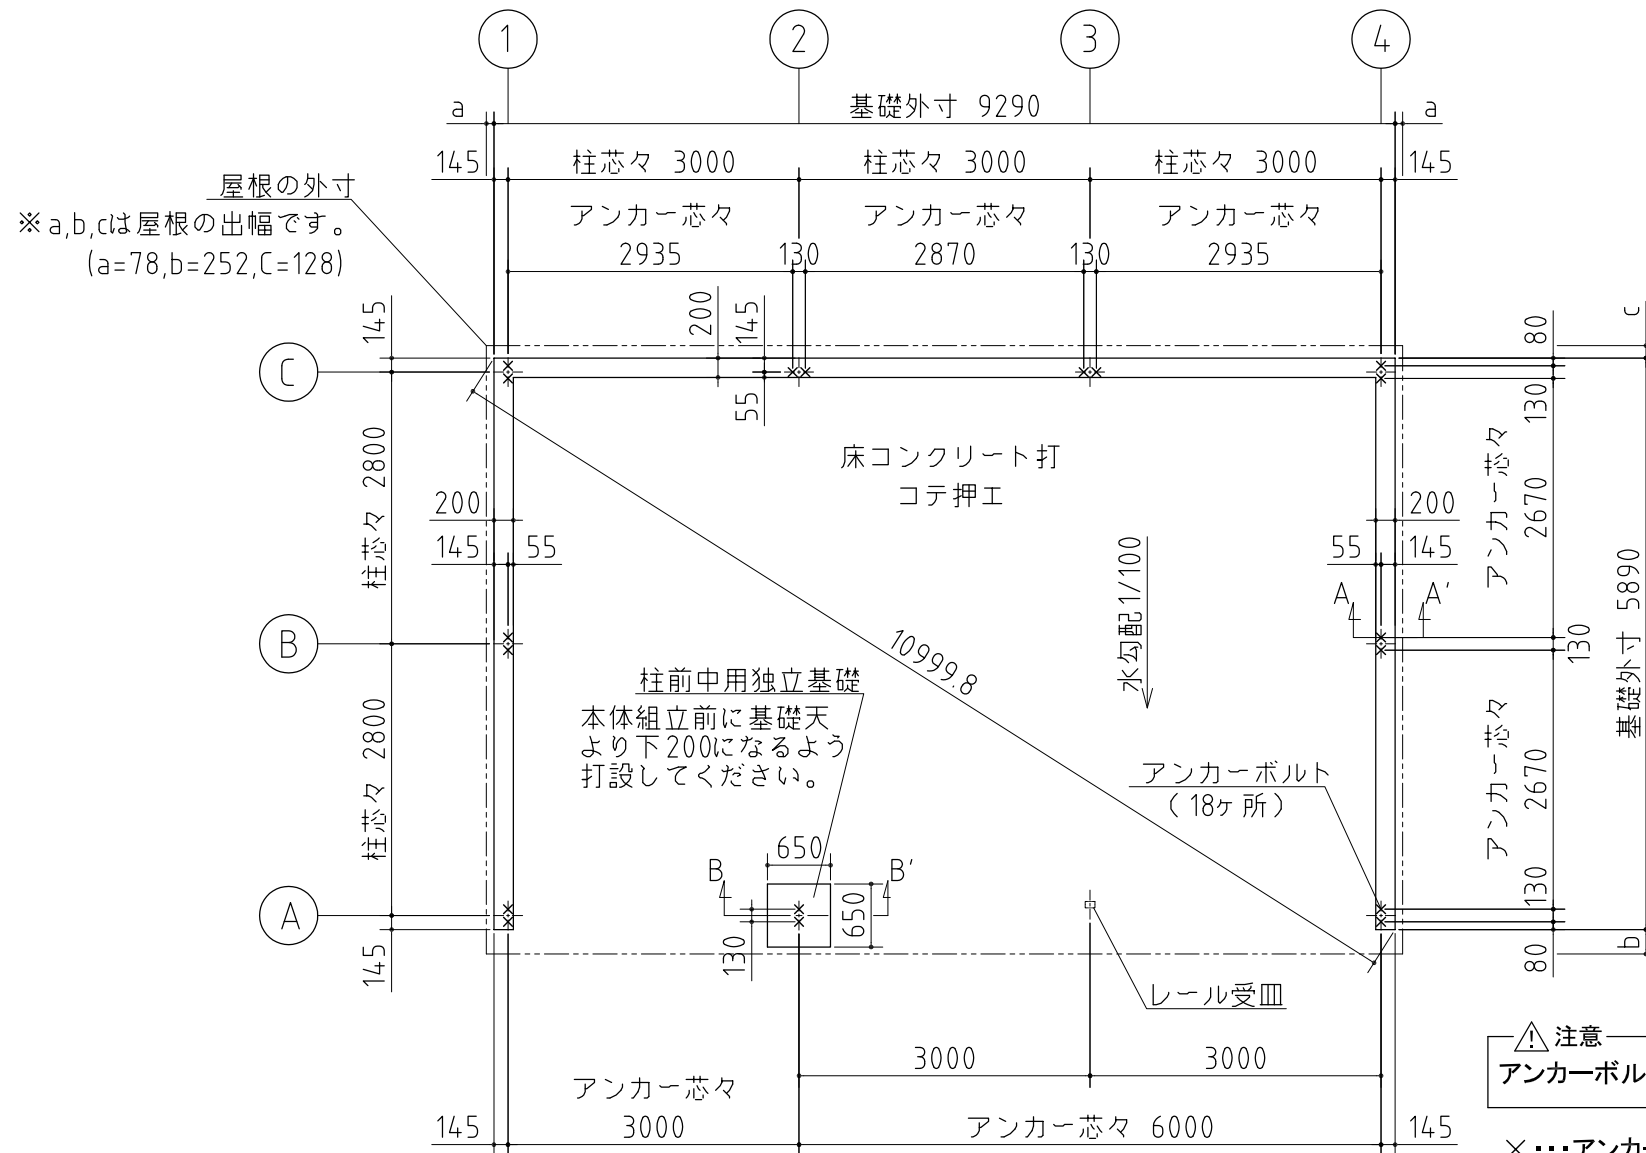 1
2
3
4
a
基礎外寸 9290
a
145
柱芯々 3000
柱芯々 3000
柱芯々 3000
145
屋根の外寸
※a,b,cは屋根の出幅です。
(a=78,b=252,C=128)
アンカー芯々
アンカー芯々
アンカー芯々
2935
130
2870
130
2935
145
200
145
55
80
c
C
130
柱芯々 2800
床コンクリート打
コテ押エ
アンカー芯々
2670
200
200
145
55
55
145
A
A'
水勾配1/100
10999.8
B
130
基礎外寸 5890
柱前中用独立基礎
本体組立前に基礎天
より下200になるよう
打設してください。
柱芯々 2800
アンカー芯々
2670
アンカーボルト
(18ヶ所)
650
B
B'
650
130
A
130
145
80
b
レール受皿
3000
3000
注意
アンカーボル
アンカー芯々
145
3000
アンカー芯々 6000
145
×･･･アンカ